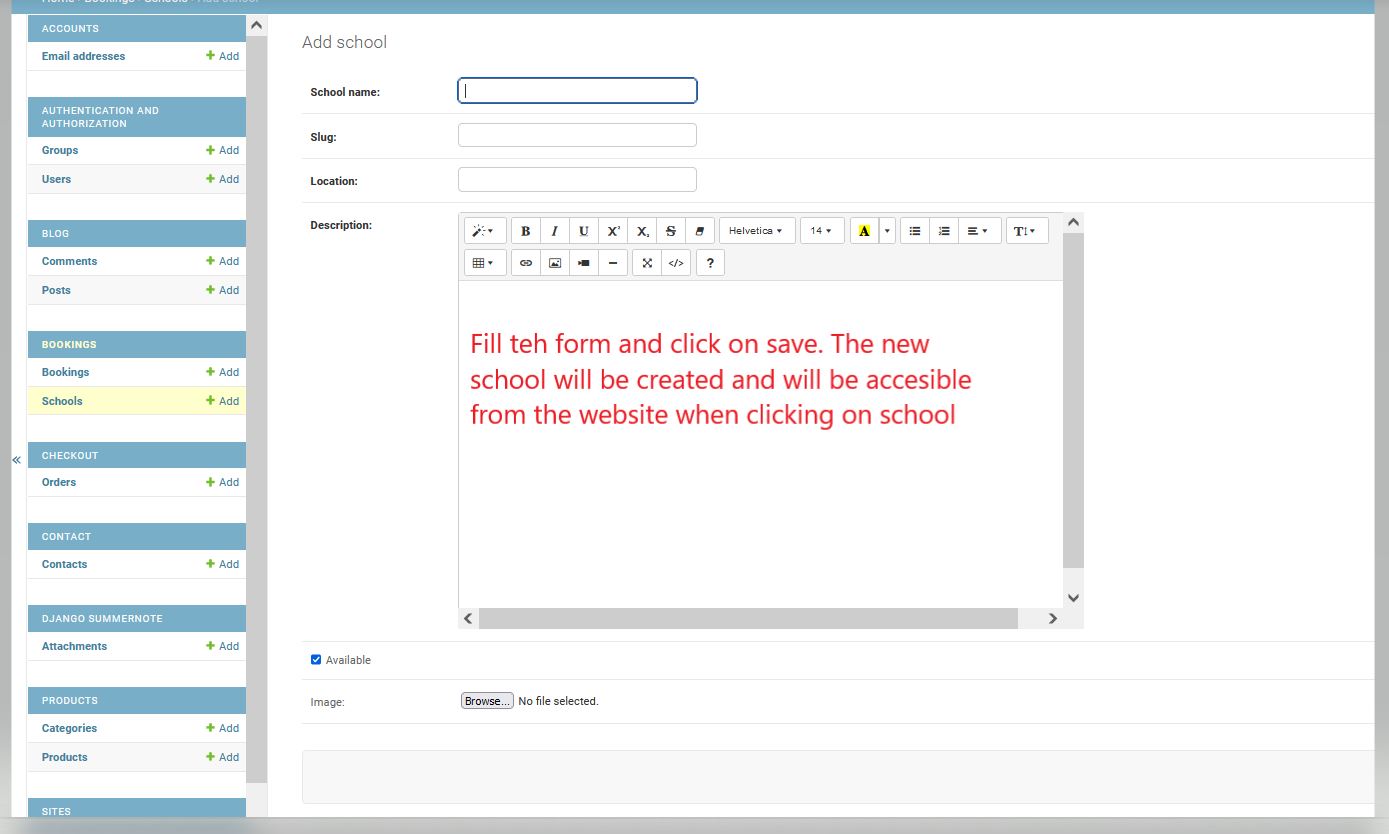 Home › Bookings › Schools › Add school
ACCOUNTS
Email addresses
Add
AUTHENTICATION AND
AUTHORIZATION
Groups
Add
Users
Add
BLOG
Comments
Add
Posts
Add
BOOKINGS
Bookings
Add
Schools
Add
CHECKOUT
Orders
Add
CONTACT
Contacts
Add
DJANGO SUMMERNOTE
Attachments
Add
PRODUCTS
Categories
Add
Products
Add
SITES
«
Add school
School name:
Slug:
Location:
Description:
B I U X² X₂ S Helvetica 14 A T↕
</> ?
Fill teh form and click on save. The new
school will be created and will be accesible
from the website when clicking on school
Available
Image:
Browse... No file selected.